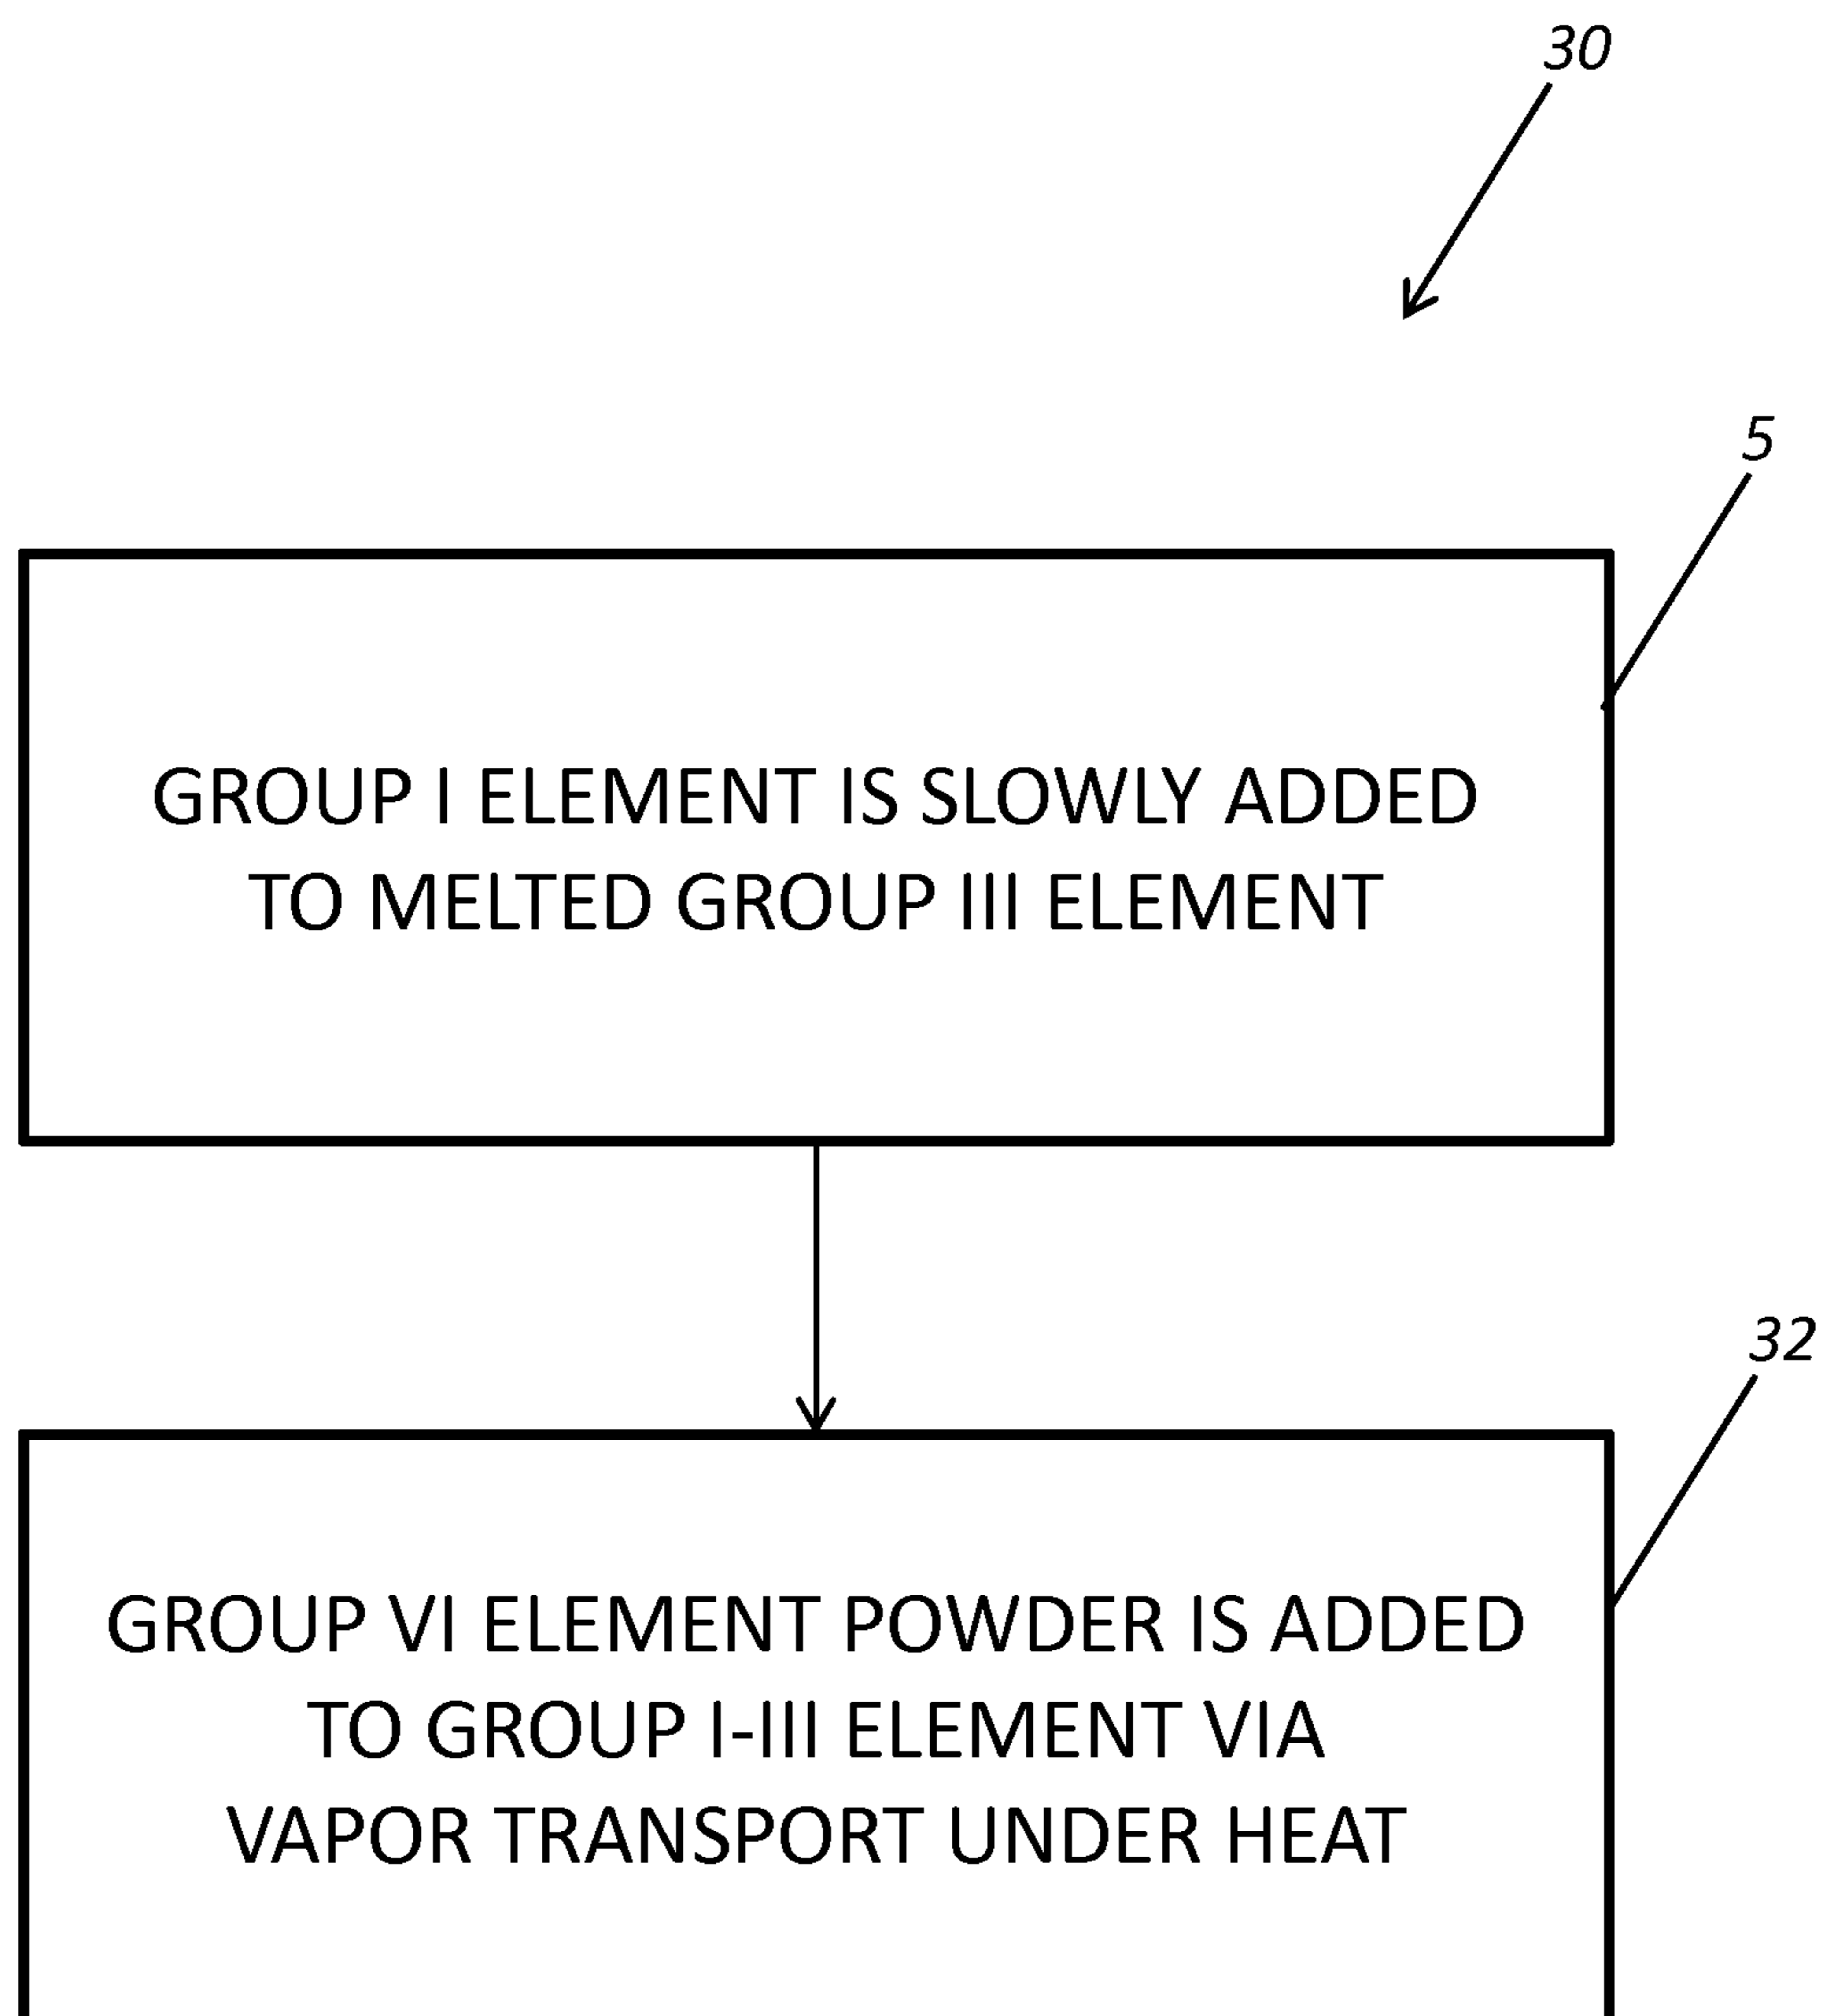 30
5
GROUP I ELEMENT IS SLOWLY ADDED
TO MELTED GROUP III ELEMENT
32
GROUP VI ELEMENT POWDER IS ADDED
TO GROUP I-III ELEMENT VIA
VAPOR TRANSPORT UNDER HEAT